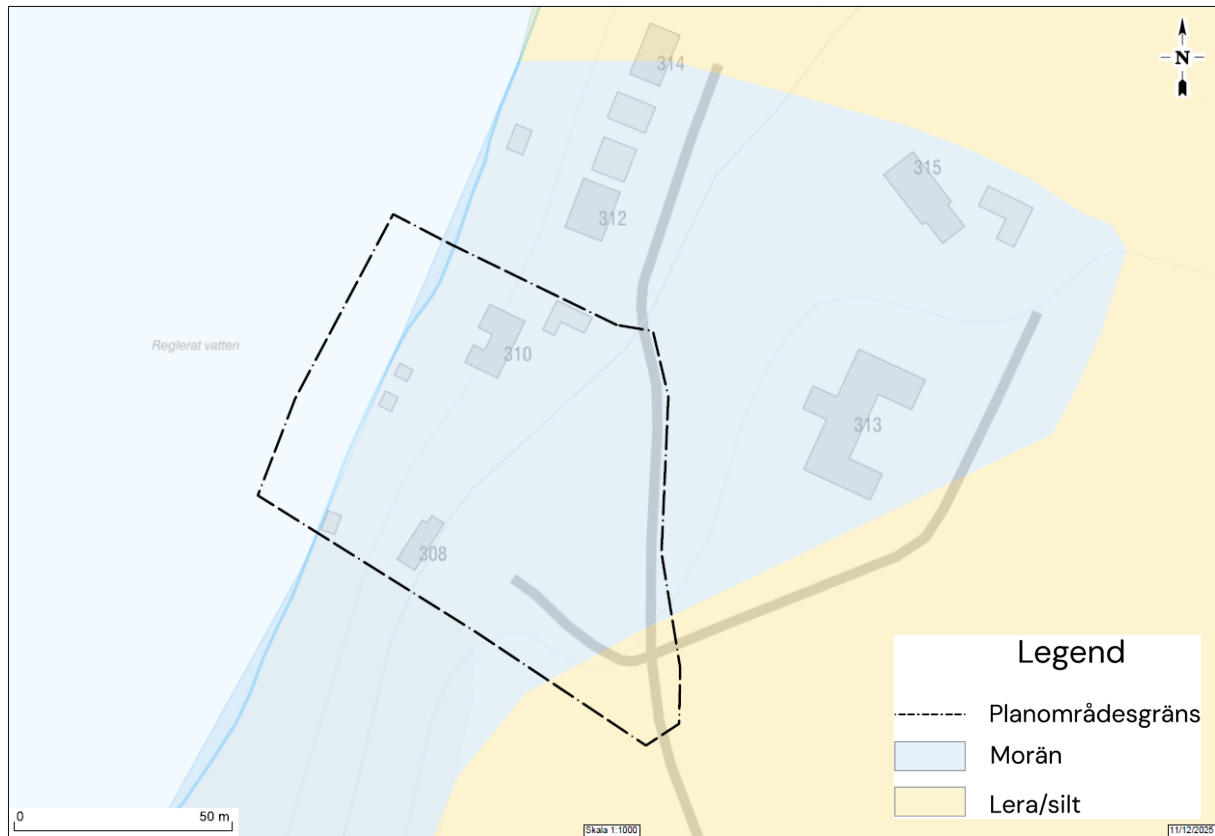 314
N
315
312
Reglerat vatten
310
313
308
Legend
Planområdesgräns
Morän
Lera/silt
0 50 m
Skala 1:1000
11/12/2025